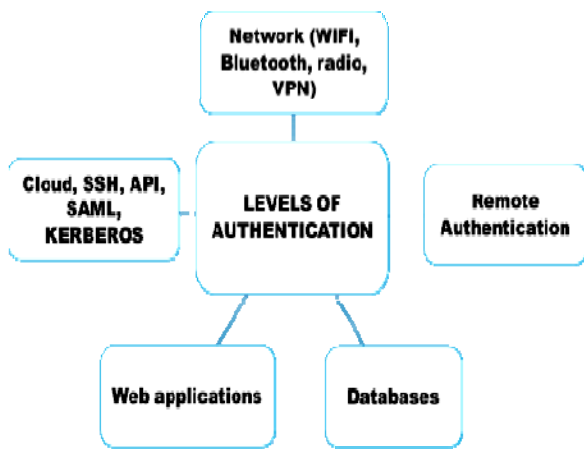 Network (WIFI,
Bluetooth, radio,
VPN)
Cloud, SSH, API,
SAML,
KERBEROS
LEVELS OF
AUTHENTICATION
Remote
Authentication
Web applications
Databases